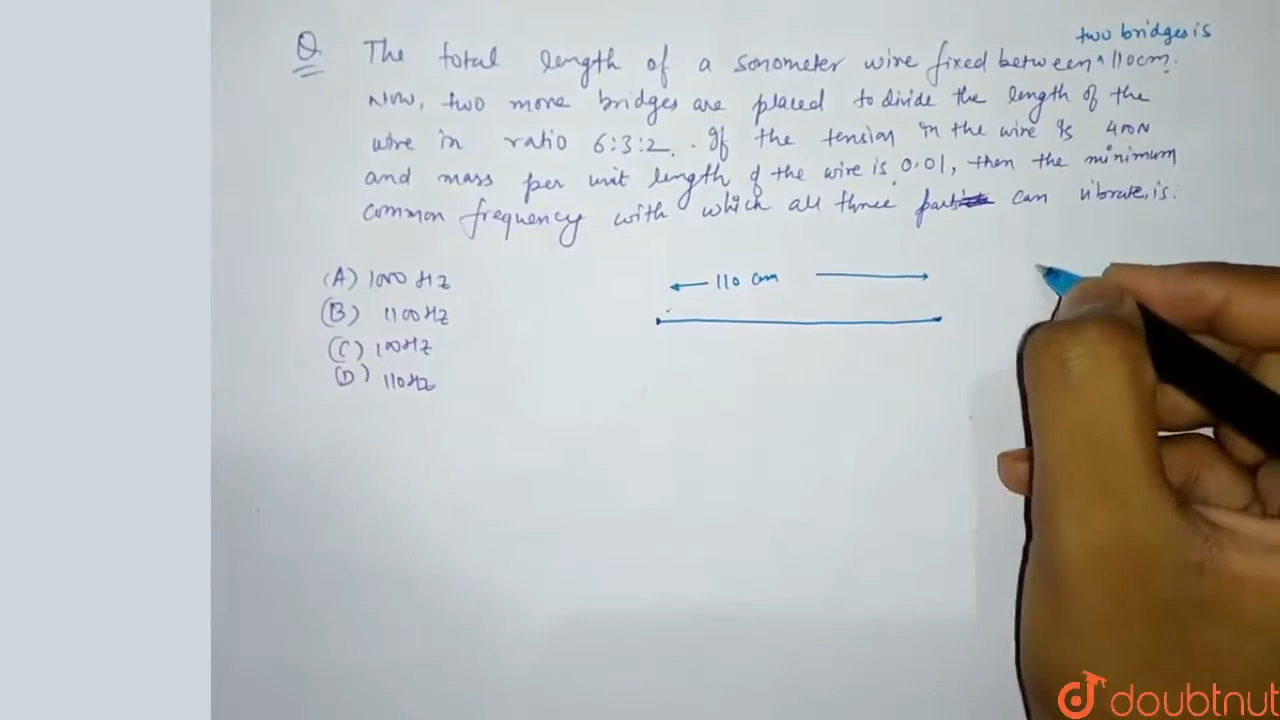 two bridges is
Q The total length of a sonometer wire fixed between ^ 110cm.
Now, two more bridges are placed to divide the length of the
wire in ratio 6:3:2. If the tension in the wire is 400N
and mass per unit length of the wire is 0.01, then the minimum
common frequency with which all three parts can vibrate, is.
(A) 1000 Hz
(B) 1100 Hz
(C) 100 Hz
(D) 110 Hz
110 cm
doubtnut